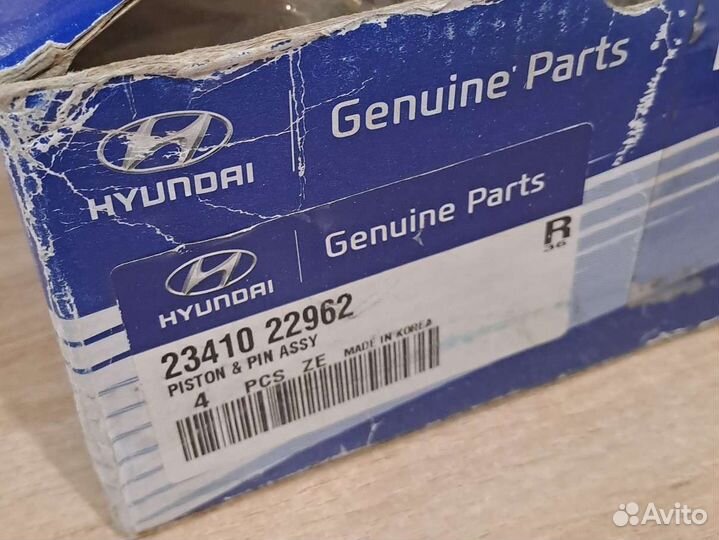 HYUNDAI
Genuine Parts
HYUNDAI
Genuine Parts
R
36
23410 22962
PISTON & PIN ASSY
4 PCS ZE MADE IN KOREA
Avito